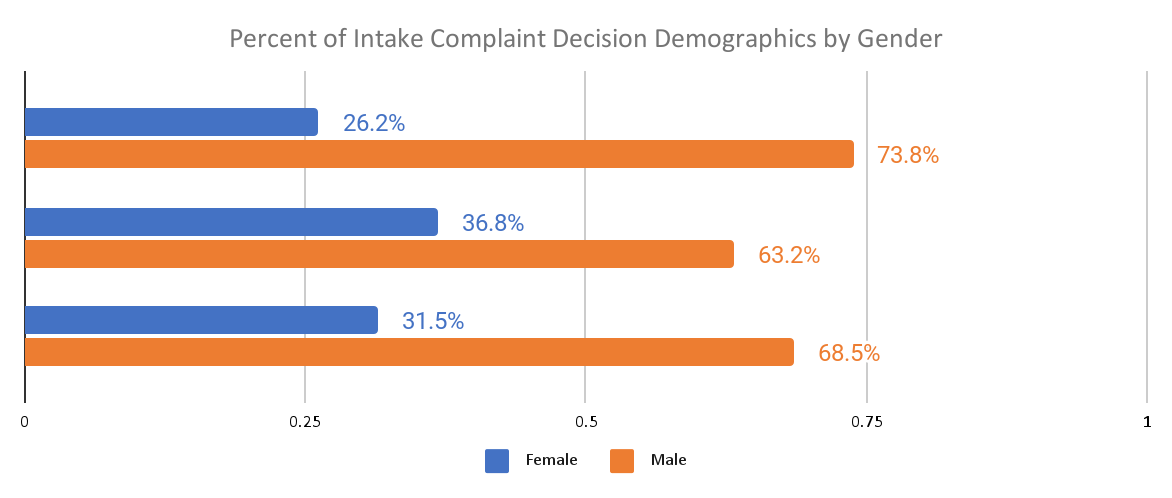 Percent of Intake Complaint Decision Demographics by Gender
26.2%
73.8%
36.8%
63.2%
31.5%
68.5%
0 0.25 0.5 0.75 1
Female Male